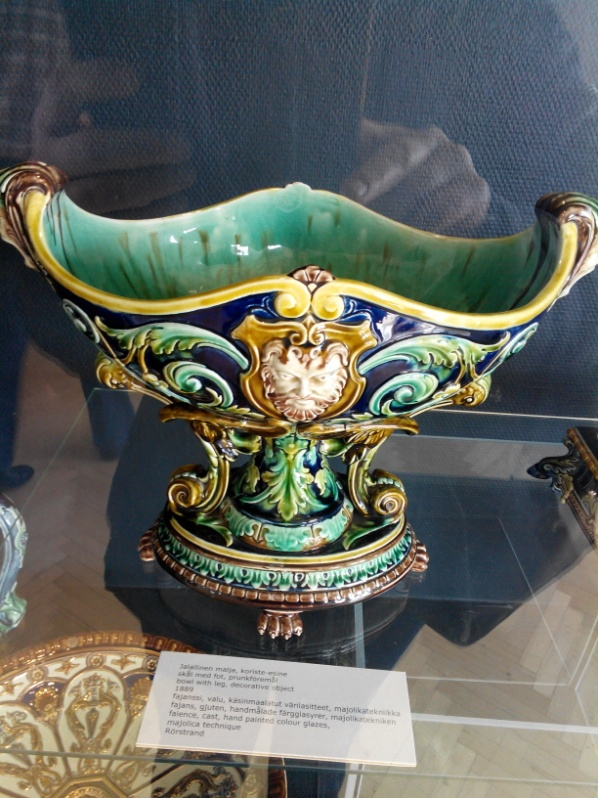 Jalallinen malja, koriste-esine
skål med fot, prunkföremål
bowl with leg, decorative object
1889
fajanssi, valu, käsinmaalatut värilasitteet, majolikatekniikka
fajans, gjuten, handmålade färgglasyrer, majolikatekniken
faience, cast, hand painted colour glazes,
majolica technique
Rörstrand